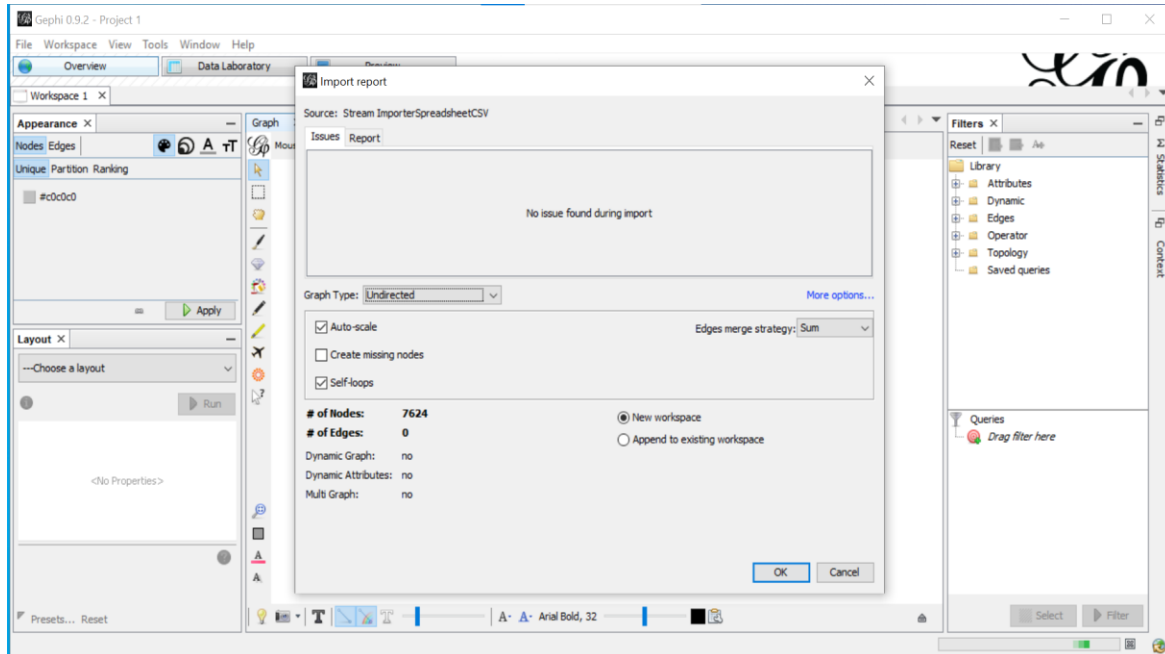 Gephi 0.9.2 - Project 1
File Workspace View Tools Window Help
Overview
Data Laboratory
Workspace 1
Appearance
Nodes Edges
Unique Partition Ranking
#c0c0c0
Apply
Layout
---Choose a layout
Run
<No Properties>
Presets... Reset
Graph
Import report
Source: Stream ImporterSpreadsheetCSV
Issues Report
No issue found during import
Graph Type: Undirected
More options...
Auto-scale
Edges merge strategy: Sum
Create missing nodes
Self-loops
# of Nodes: 7624
# of Edges: 0
Dynamic Graph: no
Dynamic Attributes: no
Multi Graph: no
New workspace
Append to existing workspace
OK Cancel
A- A- Arial Bold, 32
Filters
Reset
Library
Attributes
Dynamic
Edges
Operator
Topology
Saved queries
Queries
Drag filter here
Select Filter
Statistics
Context